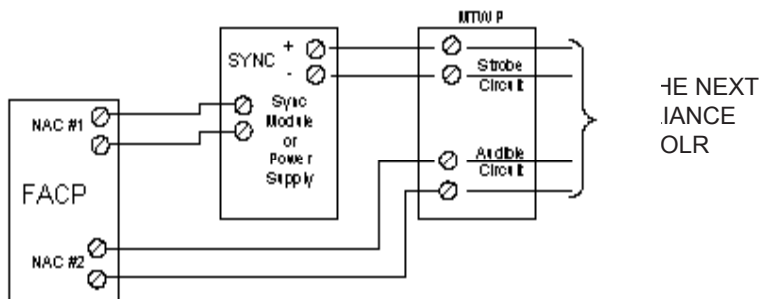 MTWP
SYNC + -
Strobe
Circuit
Sync
Module
or
Power
Supply
NAC #1
Audible
Circuit
FACP
NAC #2
HE NEXT
IANCE
OLR